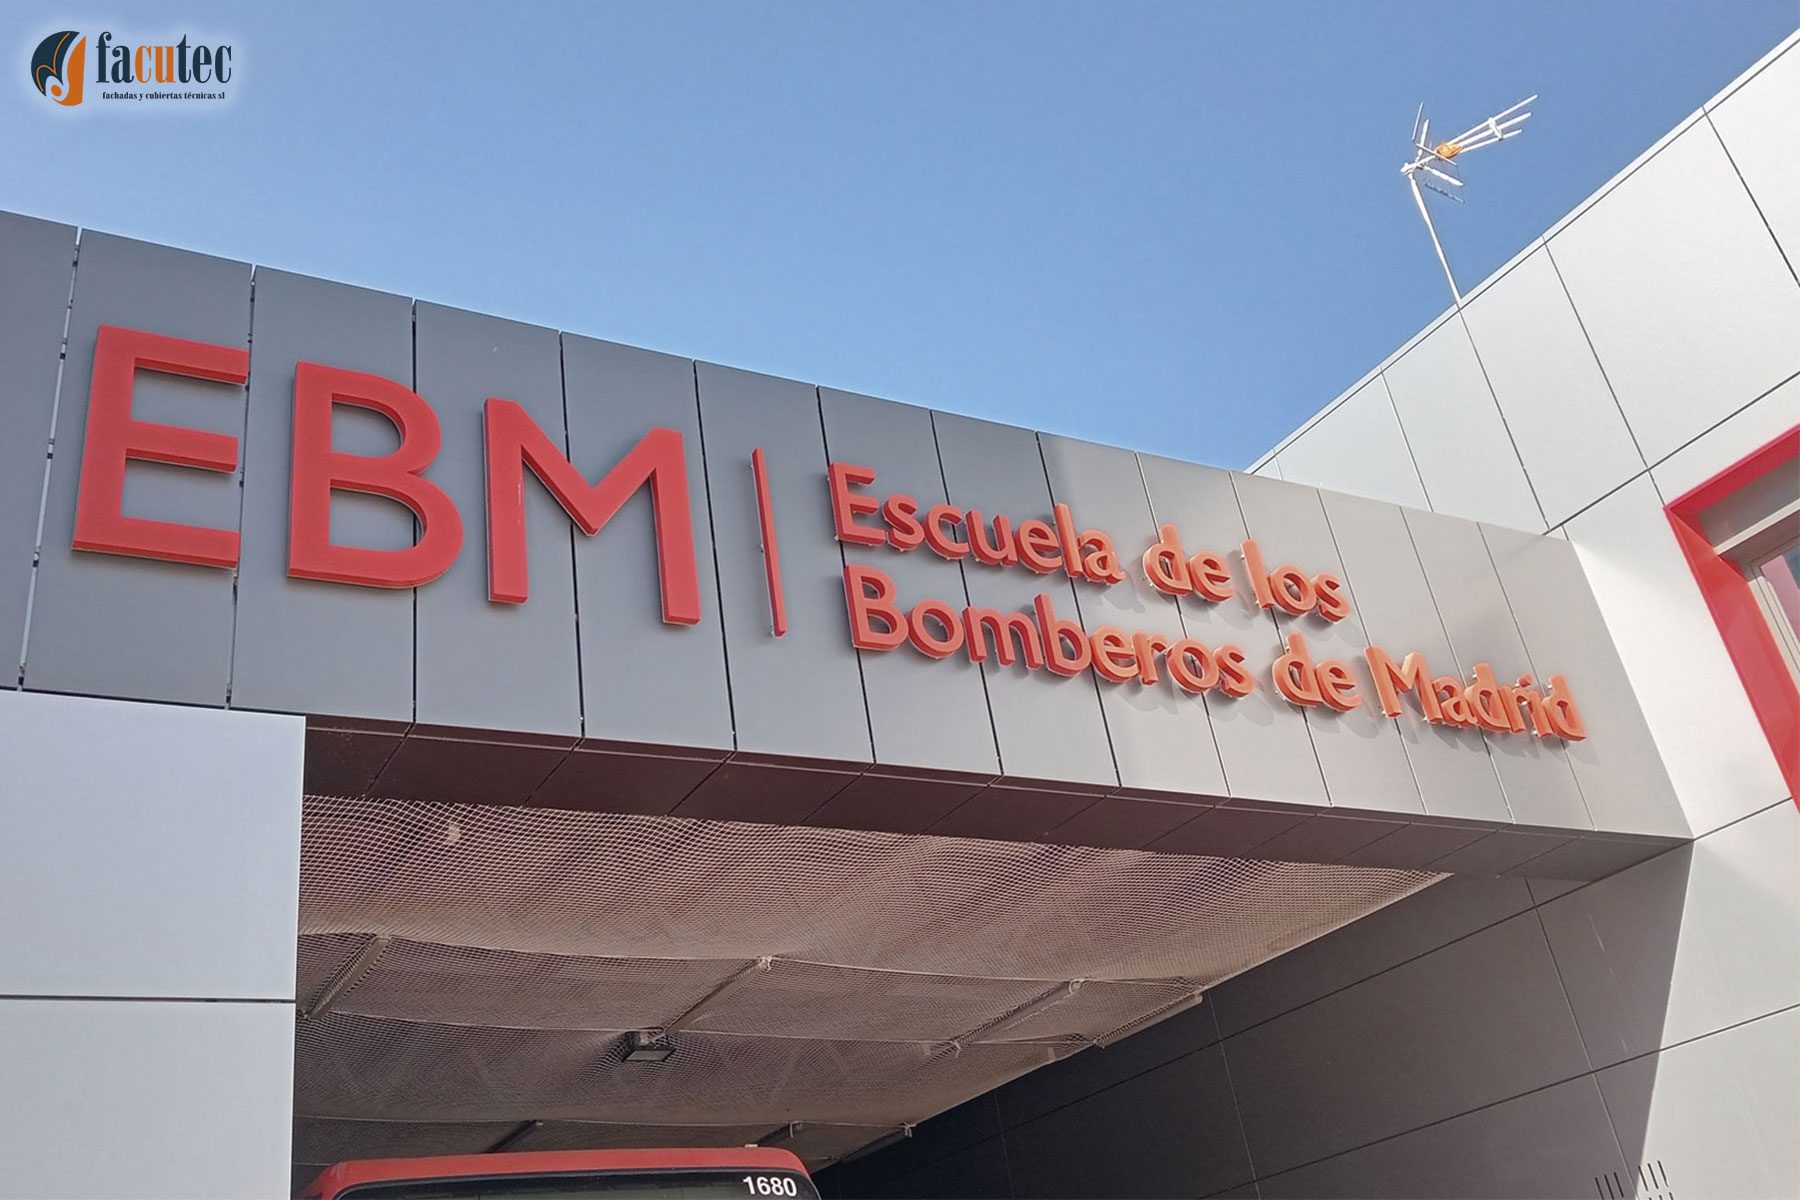 facutec
fachadas y cubiertas técnicas sl
EBM
Escuela de los
Bomberos de Madrid
1680